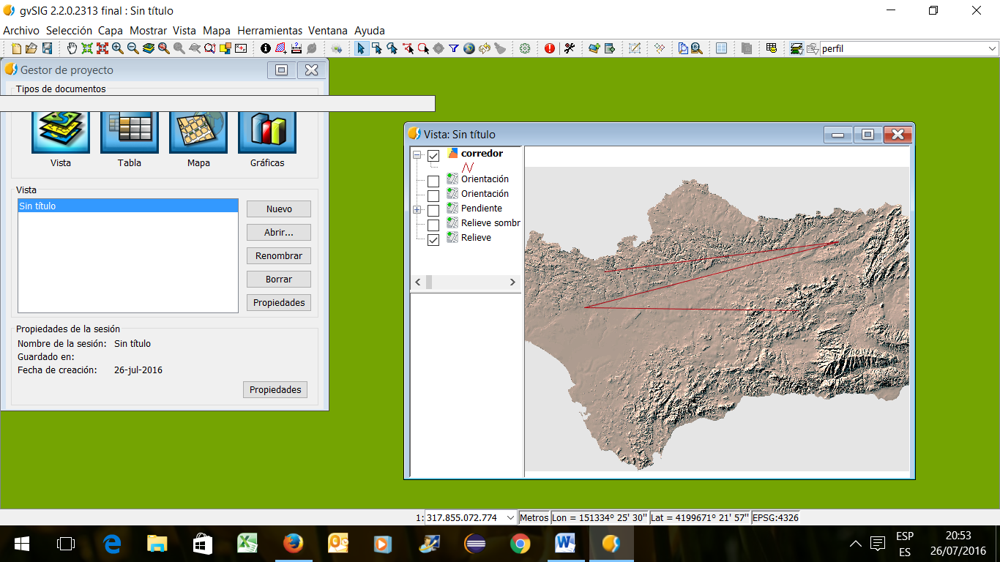 gvSIG 2.2.0.2313 final : Sin título
Archivo Selección Capa Mostrar Vista Mapa Herramientas Ventana Ayuda
perfil
Gestor de proyecto
Tipos de documentos
Vista Tabla Mapa Gráficas
Vista
Sin título
Nuevo
Abrir...
Renombrar
Borrar
Propiedades
Propiedades de la sesión
Nombre de la sesión: Sin título
Guardado en:
Fecha de creación: 26-jul-2016
Propiedades
Vista: Sin título
corredor
Orientación
Orientación
Pendiente
Relieve sombr
Relieve
1: 317.855.072.774 Metros Lon = 151334º 25' 30'' Lat = 4199671º 21' 57'' EPSG:4326
ESP 20:53
ES 26/07/2016